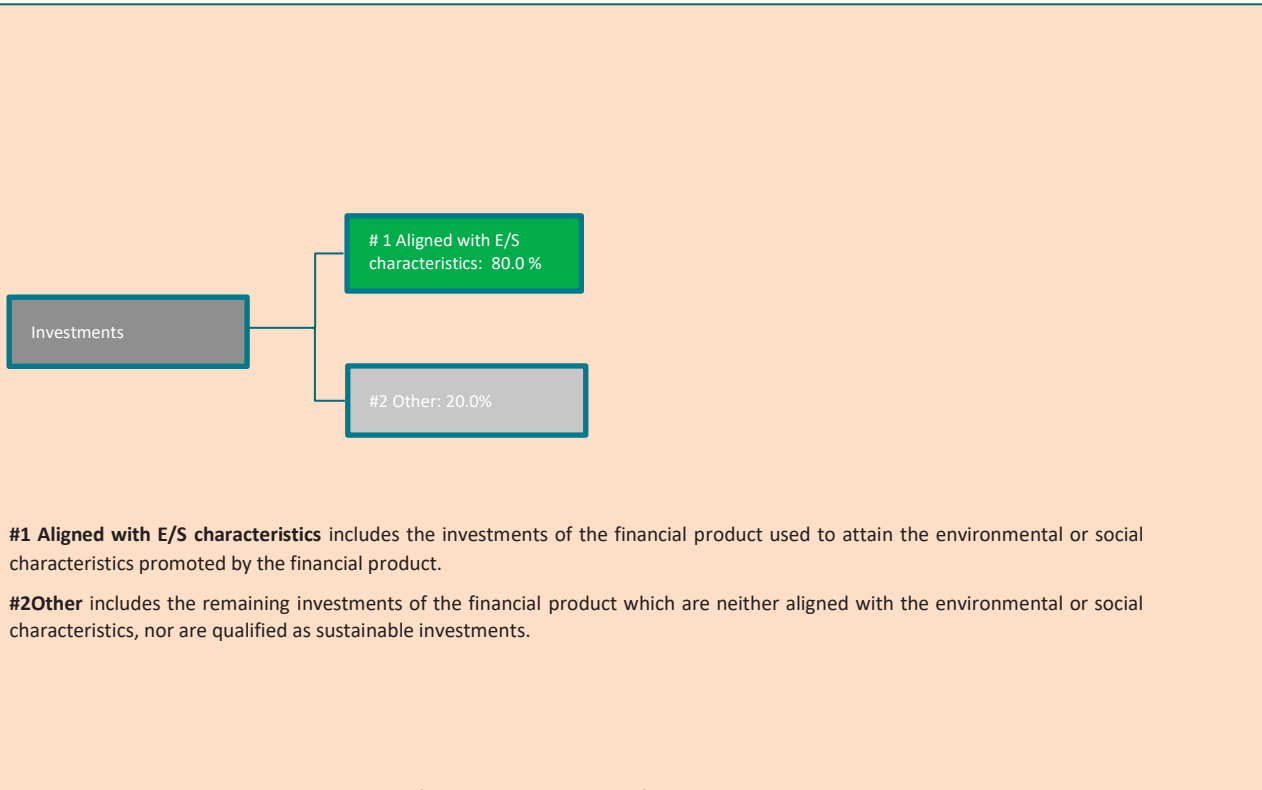 # 1 Aligned with E/S
characteristics:  80.0 %
Investments
#2 Other: 20.0%
#1 Aligned with E/S characteristics includes the investments of the financial product used to attain the environmental or social
characteristics promoted by the financial product.
#2Other includes the remaining investments of the financial product which are neither aligned with the environmental or social
characteristics, nor are qualified as sustainable investments.